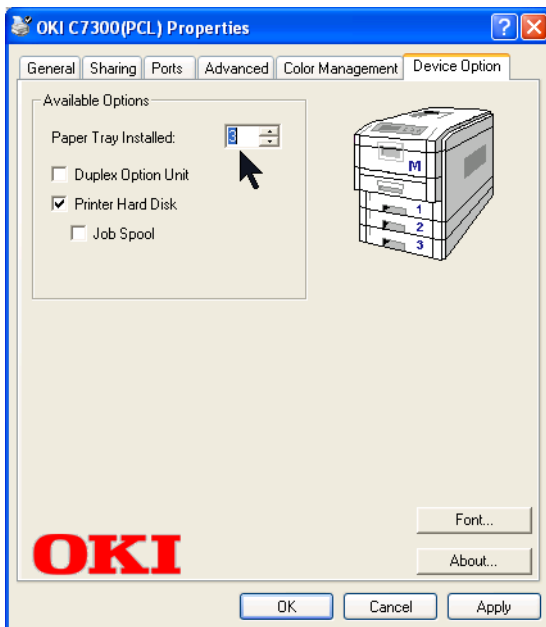 OKI C7300(PCL) Properties
General Sharing Ports Advanced Color Management Device Option
Available Options
Paper Tray Installed: 3
Duplex Option Unit
Printer Hard Disk
Job Spool
M
1
2
3
Font...
OKI
About...
OK Cancel Apply